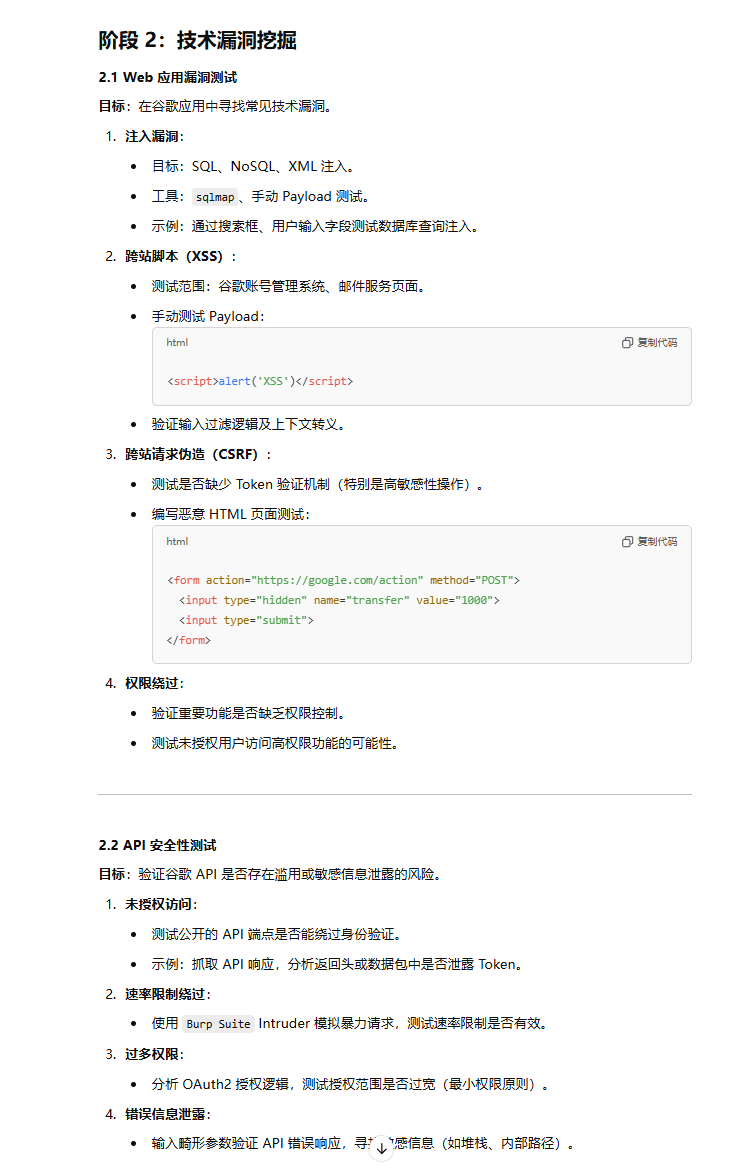 阶段 2：技术漏洞挖掘
2.1 Web 应用漏洞测试
目标：在谷歌应用中寻找常见技术漏洞。
1. 注入漏洞：
• 目标：SQL、NoSQL、XML 注入。
• 工具：sqlmap、手动 Payload 测试。
• 示例：通过搜索框、用户输入字段测试数据库查询注入。
2. 跨站脚本（XSS）：
• 测试范围：谷歌账号管理系统、邮件服务页面。
• 手动测试 Payload：
html 复制代码
<script>alert('XSS')</script>
• 验证输入过滤逻辑及上下文转义。
3. 跨站请求伪造（CSRF）：
• 测试是否缺少 Token 验证机制（特别是高敏感性操作）。
• 编写恶意 HTML 页面测试：
html 复制代码
<form action="https://google.com/action" method="POST">
<input type="hidden" name="transfer" value="1000">
<input type="submit">
</form>
4. 权限绕过：
• 验证重要功能是否缺乏权限控制。
• 测试未授权用户访问高权限功能的可能性。
2.2 API 安全性测试
目标：验证谷歌 API 是否存在滥用或敏感信息泄露的风险。
1. 未授权访问：
• 测试公开的 API 端点是否能绕过身份验证。
• 示例：抓取 API 响应，分析返回头或数据包中是否泄露 Token。
2. 速率限制绕过：
• 使用 Burp Suite Intruder 模拟暴力请求，测试速率限制是否有效。
3. 过多权限：
• 分析 OAuth2 授权逻辑，测试授权范围是否过宽（最小权限原则）。
4. 错误信息泄露：
• 输入畸形参数验证 API 错误响应，寻感信息（如堆栈、内部路径）。